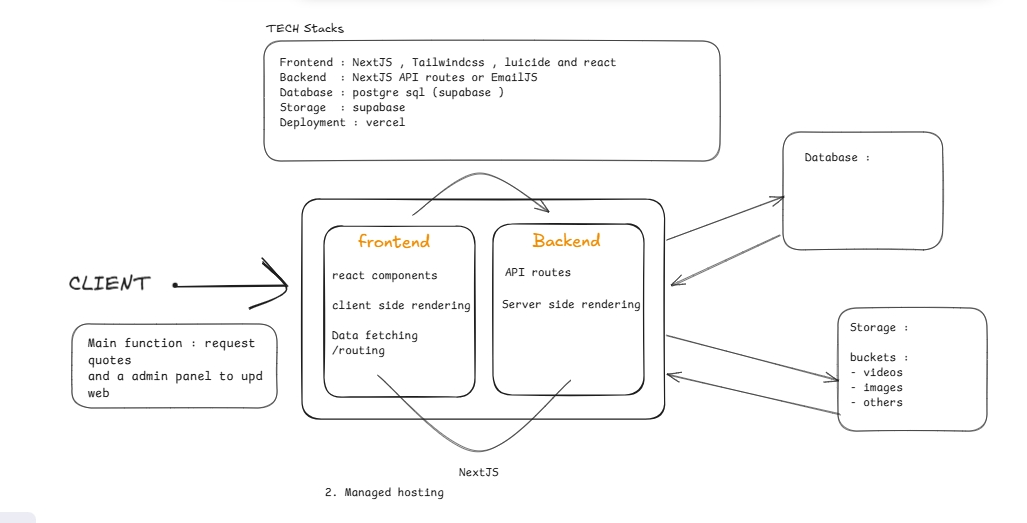 TECH Stacks
Frontend : NextJS , Tailwindcss , luicide and react
Backend  : NextJS API routes or EmailJS
Database : postgre sql (supabase )
Storage  : supabase
Deployment : vercel
Database :
frontend
react components
client side rendering
Data fetching
/routing
Backend
API routes
Server side rendering
CLIENT
Main function : request
quotes
and a admin panel to upd
web
Storage :
buckets :
- videos
- images
- others
NextJS
2. Managed hosting